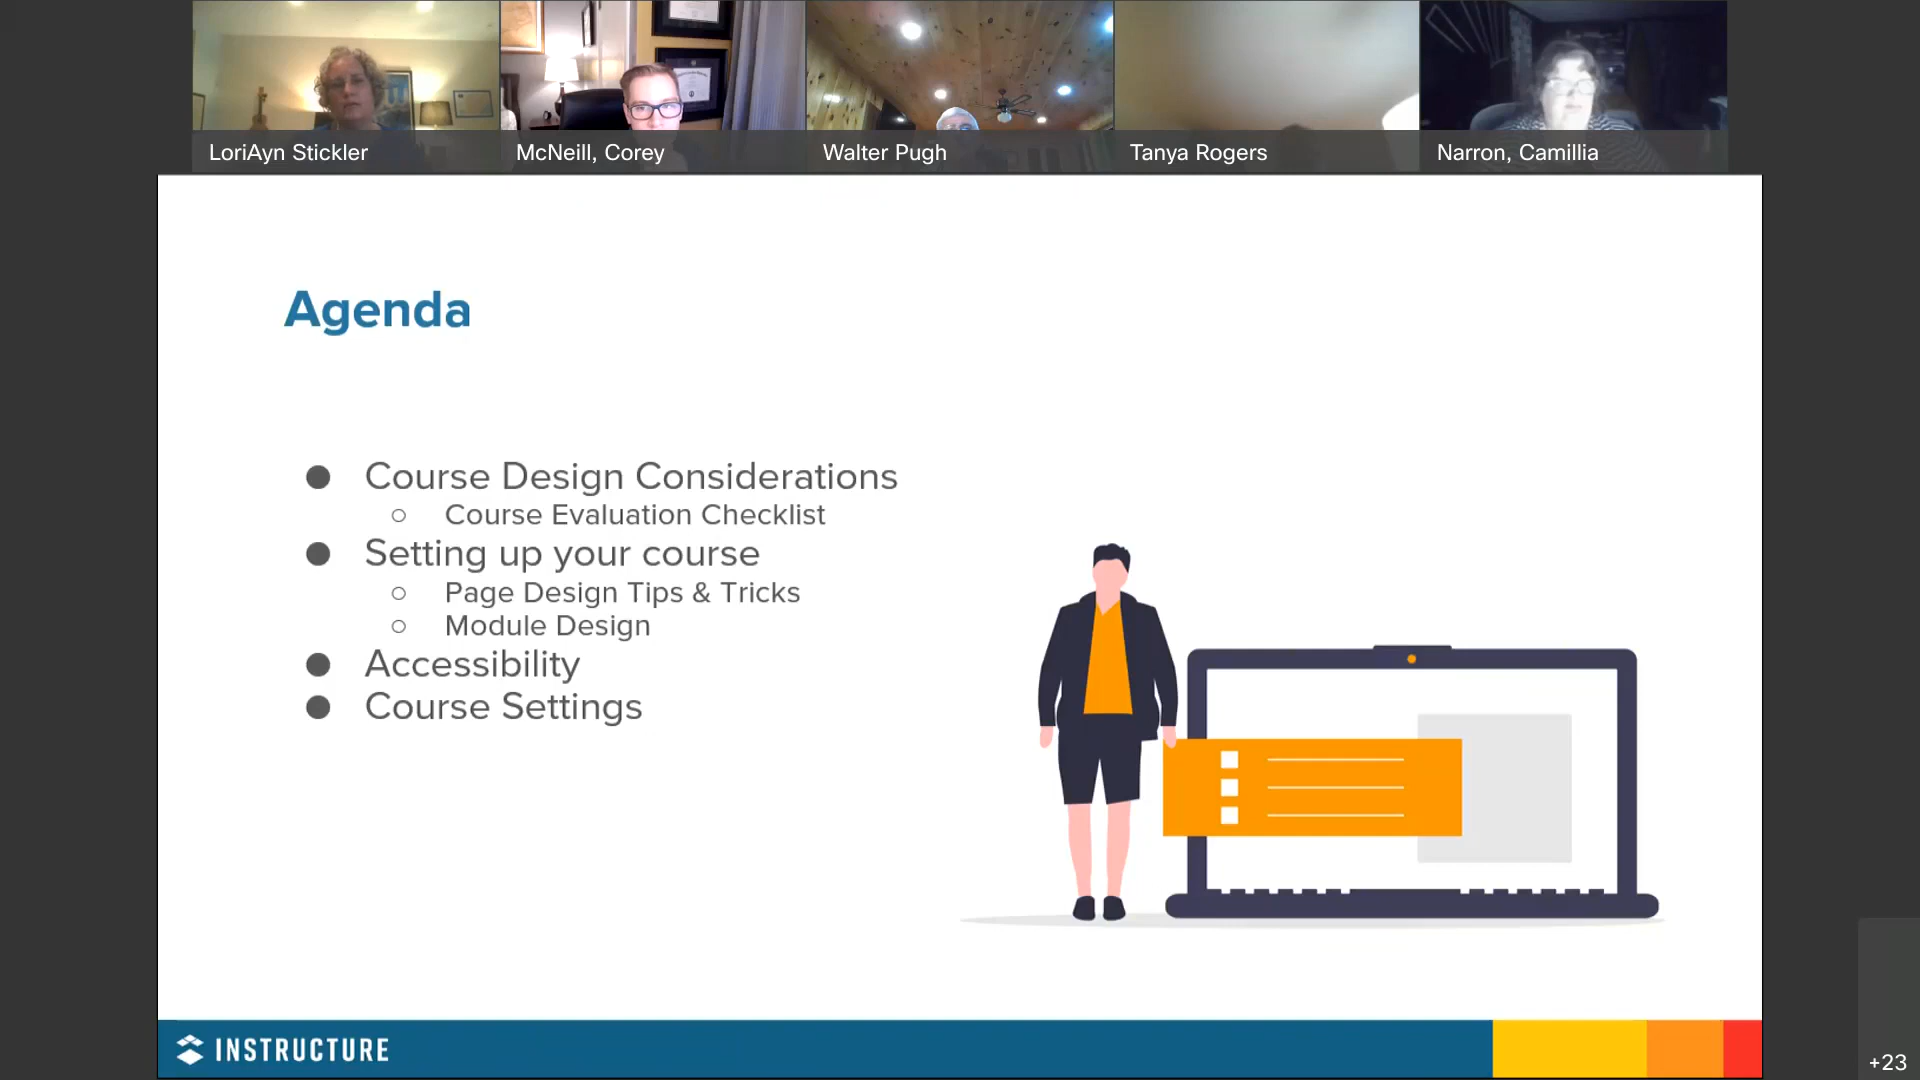 LoriAyn Stickler
McNeill, Corey
Walter Pugh
Tanya Rogers
Narron, Camillia
Agenda
Course Design Considerations
Course Evaluation Checklist
Setting up your course
Page Design Tips & Tricks
Module Design
Accessibility
Course Settings
INSTRUCTURE
+23